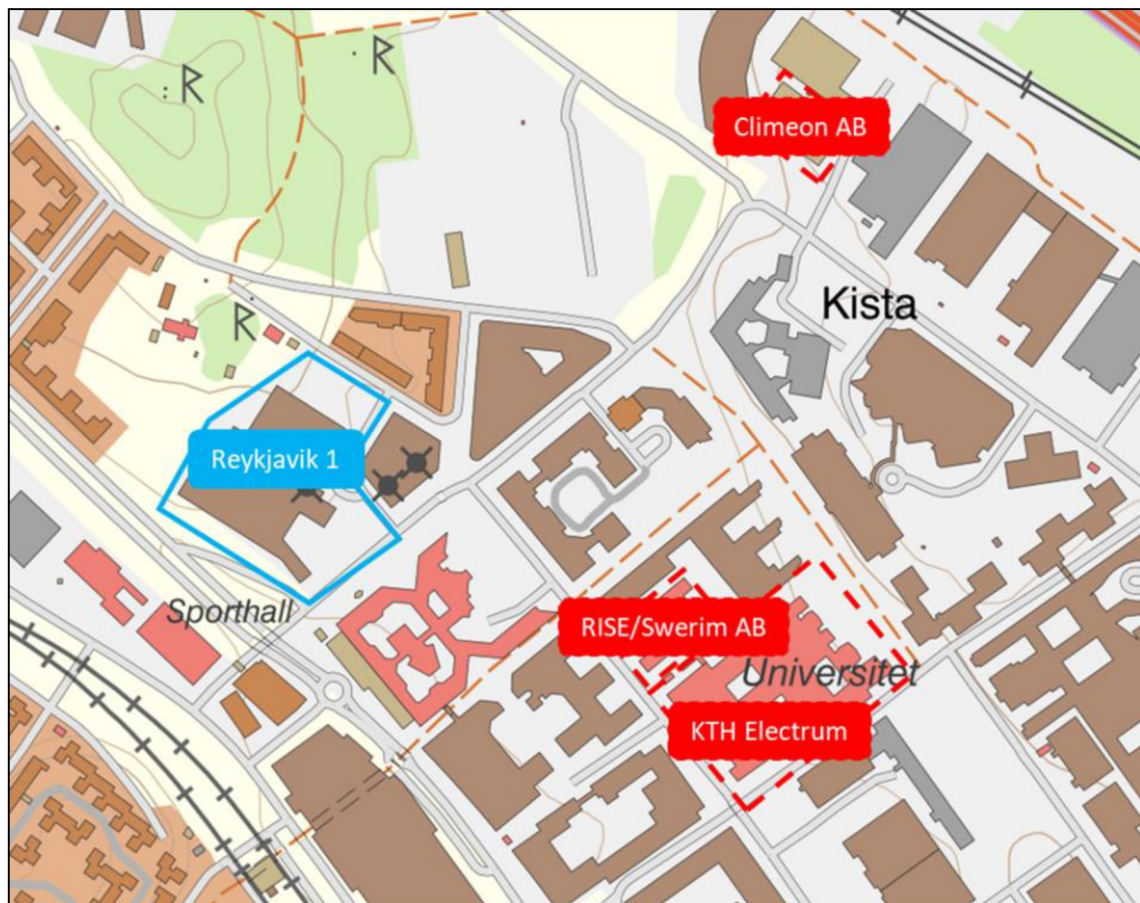 Climeon AB
Kista
Reykjavik 1
Sporthall
RISE/Swerim AB
Universitet
KTH Electrum